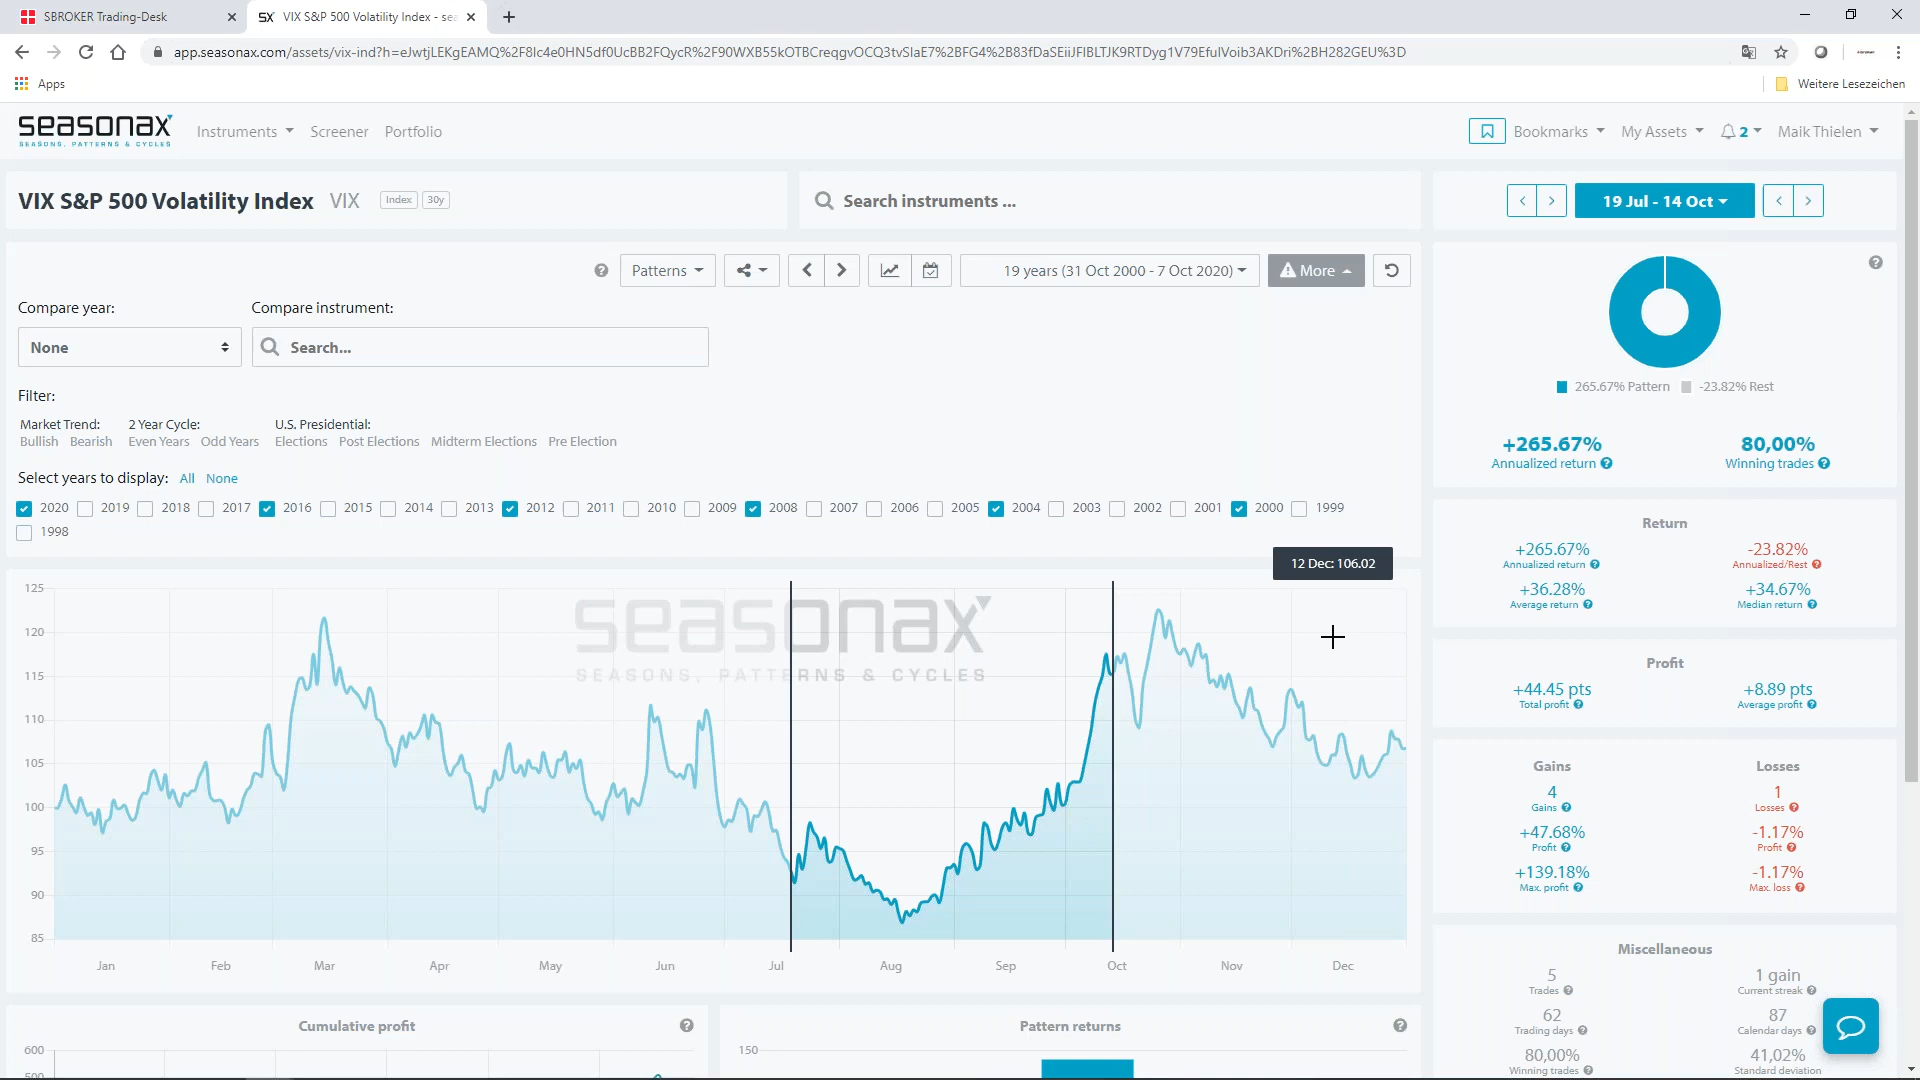 SBROKER Trading-Desk
VIX S&P 500 Volatility Index - sea
app.seasonax.com/assets/vix-ind?h=
Apps
Weitere Lesezeichen
seasonax
SEASONS, PATTERNS & CYCLES
Instruments
Screener
Portfolio
Bookmarks
My Assets
2
Maik Thielen
VIX S&P 500 Volatility Index
VIX
Index
30y
Search instruments ...
19 Jul - 14 Oct
Patterns
19 years (31 Oct 2000 - 7 Oct 2020)
More
Compare year:
Compare instrument:
None
Search...
Filter:
Market Trend:
2 Year Cycle:
U.S. Presidential:
Bullish Bearish Even Years Odd Years Elections Post Elections Midterm Elections Pre Election
Select years to display: All None
2020 2019 2018 2017 2016 2015 2014 2013 2012 2011 2010 2009 2008 2007 2006 2005 2004 2003 2002 2001 2000 1999
1998
12 Dec: 106.02
seasonax
SEASONS, PATTERNS & CYCLES
125
120
115
110
105
100
95
90
85
Jan Feb Mar Apr May Jun Jul Aug Sep Oct Nov Dec
Cumulative profit
600
500
Pattern returns
150
265.67% Pattern
-23.82% Rest
+265.67%
Annualized return
80,00%
Winning trades
Return
+265.67%
Annualized return
-23.82%
Annualized/Rest
+36.28%
Average return
+34.67%
Median return
Profit
+44.45 pts
Total profit
+8.89 pts
Average profit
Gains
Losses
4
Gains
1
Losses
+47.68%
Profit
-1.17%
Profit
+139.18%
Max. profit
-1.17%
Max. loss
Miscellaneous
5
Trades
1 gain
Current streak
62
Trading days
87
Calendar days
80,00%
Winning trades
41,02%
Standard deviation